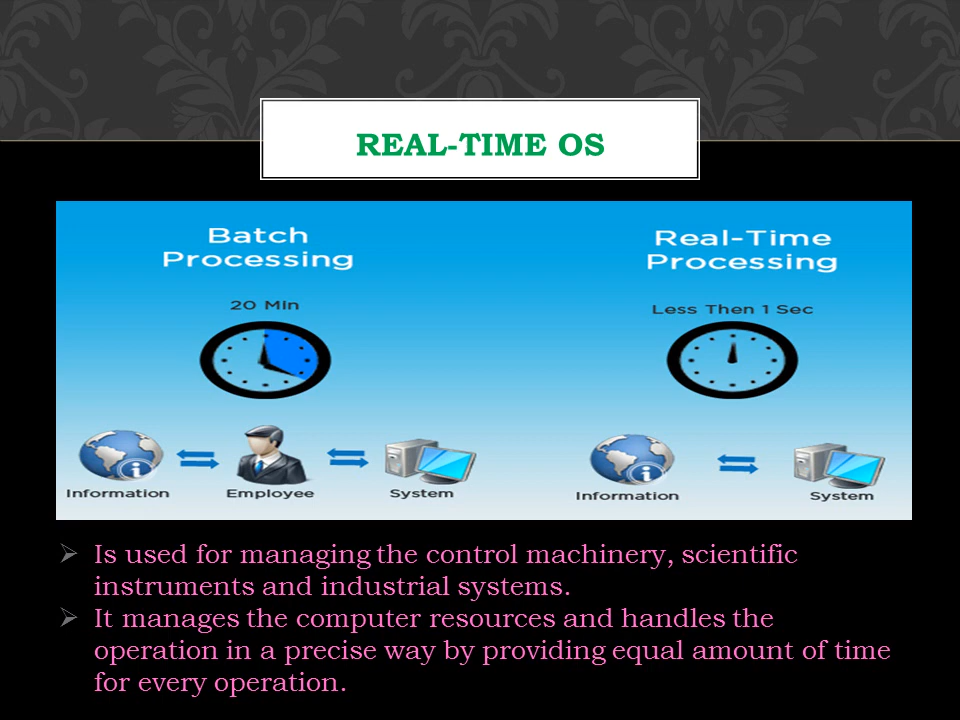 REAL-TIME OS
Batch
Processing
20 Min
Information
Employee
System
Real-Time
Processing
Less Then 1 Sec
Information
System
Is used for managing the control machinery, scientific
instruments and industrial systems.
It manages the computer resources and handles the
operation in a precise way by providing equal amount of time
for every operation.